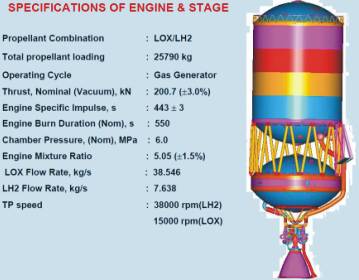 SPECIFICATIONS OF ENGINE & STAGE
Propellant Combination : LOX/LH2
Total propellant loading : 25790 kg
Operating Cycle : Gas Generator
Thrust, Nominal (Vacuum), kN : 200.7 (±3.0%)
Engine Specific Impulse, s : 443 ± 3
Engine Burn Duration (Nom), s : 550
Chamber Pressure, (Nom), MPa : 6.0
Engine Mixture Ratio : 5.05 (±1.5%)
LOX Flow Rate, kg/s : 38.546
LH2 Flow Rate, kg/s : 7.638
TP speed : 38000 rpm(LH2)
15000 rpm(LOX)